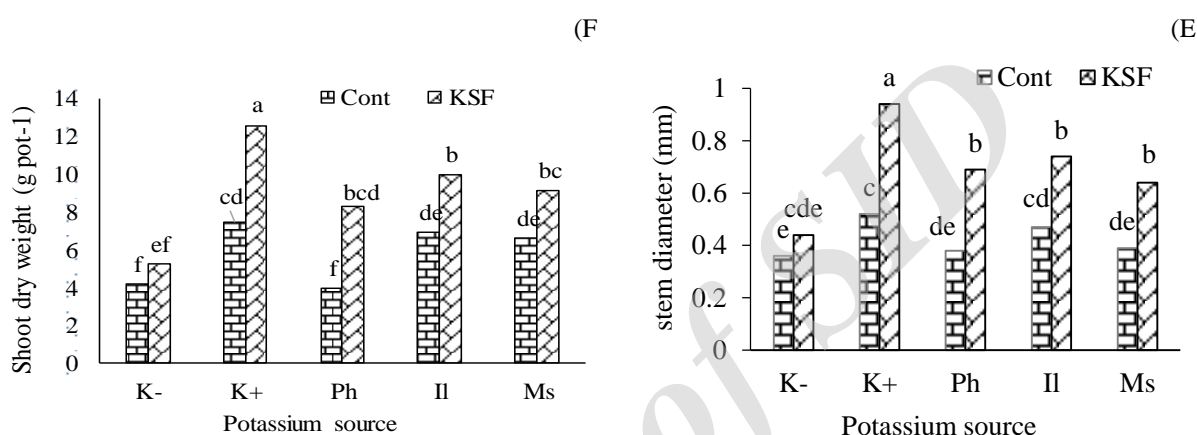 (F
Shoot dry weight (g pot-1)
Cont KSF
14
12
10
8
6
4
2
0
f ef cd a f bcd de b de bc
K- K+ Ph Il Ms
Potassium source
(E
stem diameter (mm)
Cont KSF
1
0.8
0.6
0.4
0.2
0
e cde c a de b cd b de b
K- K+ Ph Il Ms
Potassium source
of SID